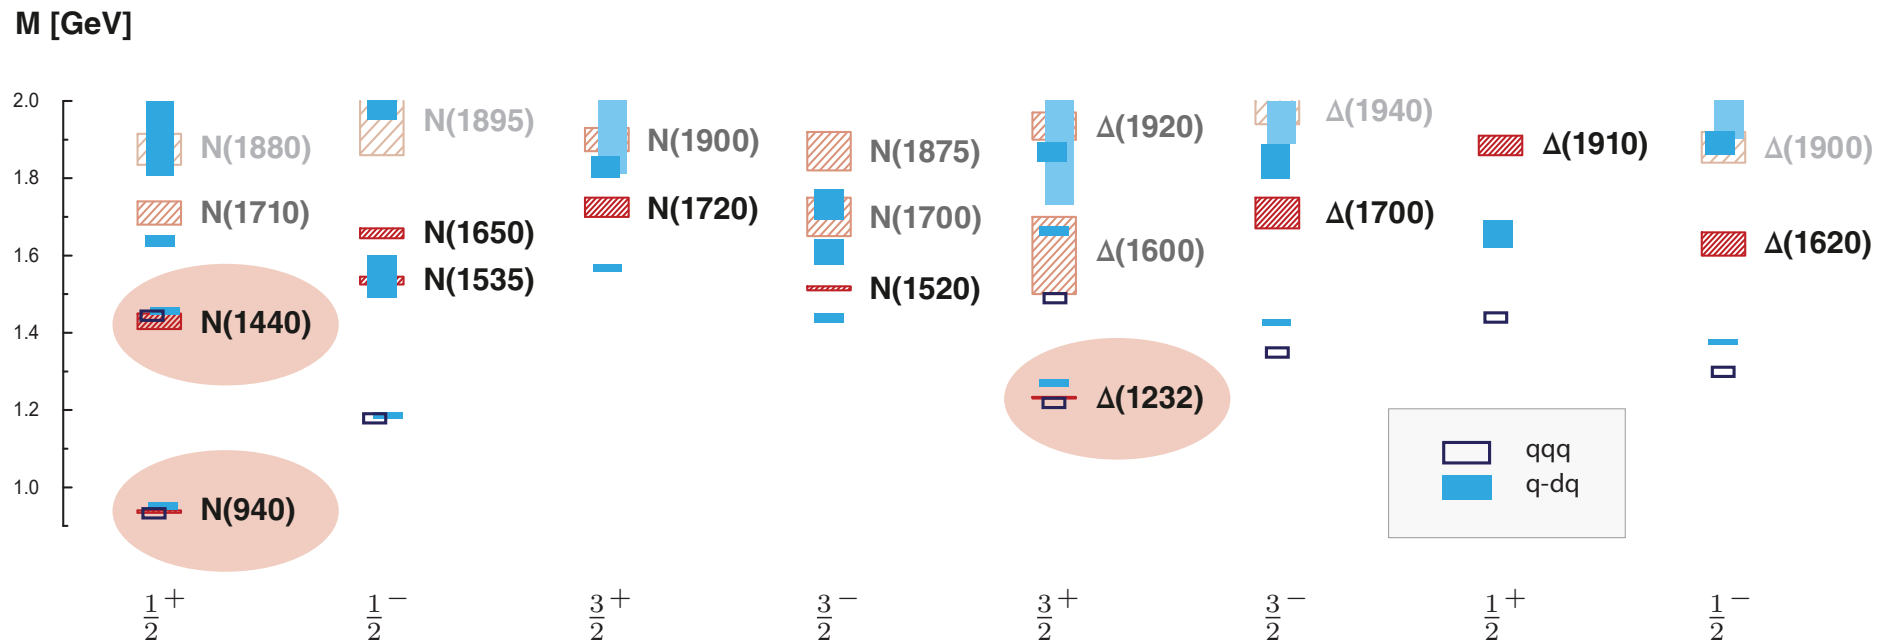 M [GeV]
2.0
1.8
1.6
1.4
1.2
1.0
N(1880)
N(1710)
N(1440)
N(940)
N(1895)
N(1650)
N(1535)
N(1900)
N(1720)
N(1875)
N(1700)
N(1520)
Δ(1920)
Δ(1600)
Δ(1232)
Δ(1940)
Δ(1700)
Δ(1910)
Δ(1900)
Δ(1620)
qqq
q-dq
1/2+ 1/2− 3/2+ 3/2− 3/2+ 3/2− 1/2+ 1/2−